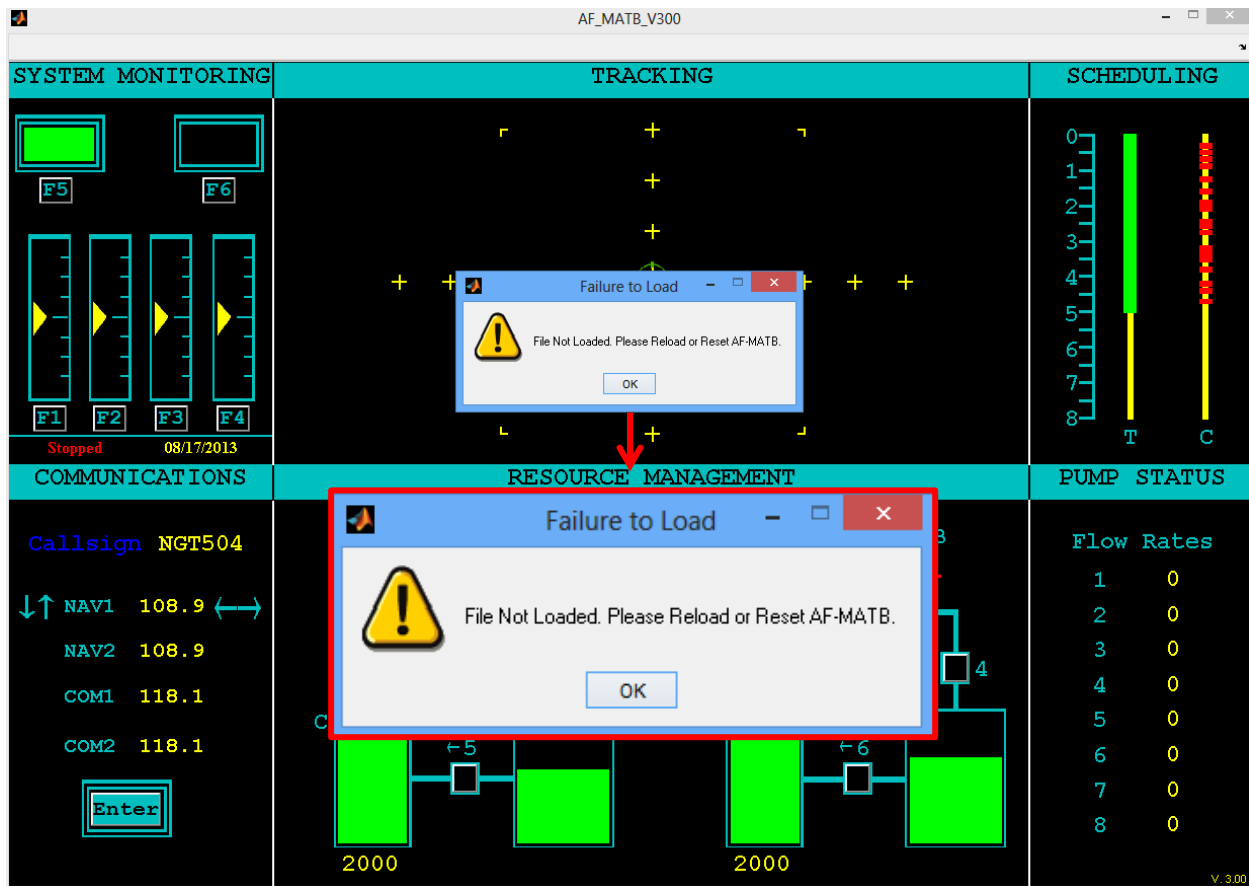 AF_MATB_V300
SYSTEM MONITORING
TRACKING
SCHEDULING
F5
F6
F1
F2
F3
F4
Stopped
08/17/2013
0
1
2
3
4
5
6
7
8
T
C
Failure to Load
File Not Loaded. Please Reload or Reset AF-MATB.
OK
COMMUNICATIONS
RESOURCE MANAGEMENT
PUMP STATUS
Callsign NGT504
NAV1 108.9
NAV2 108.9
COM1 118.1
COM2 118.1
Enter
Failure to Load
File Not Loaded. Please Reload or Reset AF-MATB.
OK
4
C
←5
←6
2000
2000
Flow Rates
1 0
2 0
3 0
4 0
5 0
6 0
7 0
8 0
V. 3.00